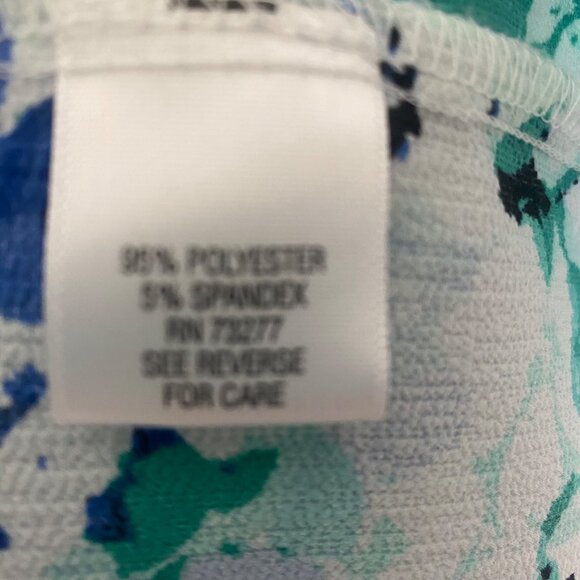 95% POLYESTER
5% SPANDEX
RN 73277
SEE REVERSE
FOR CARE